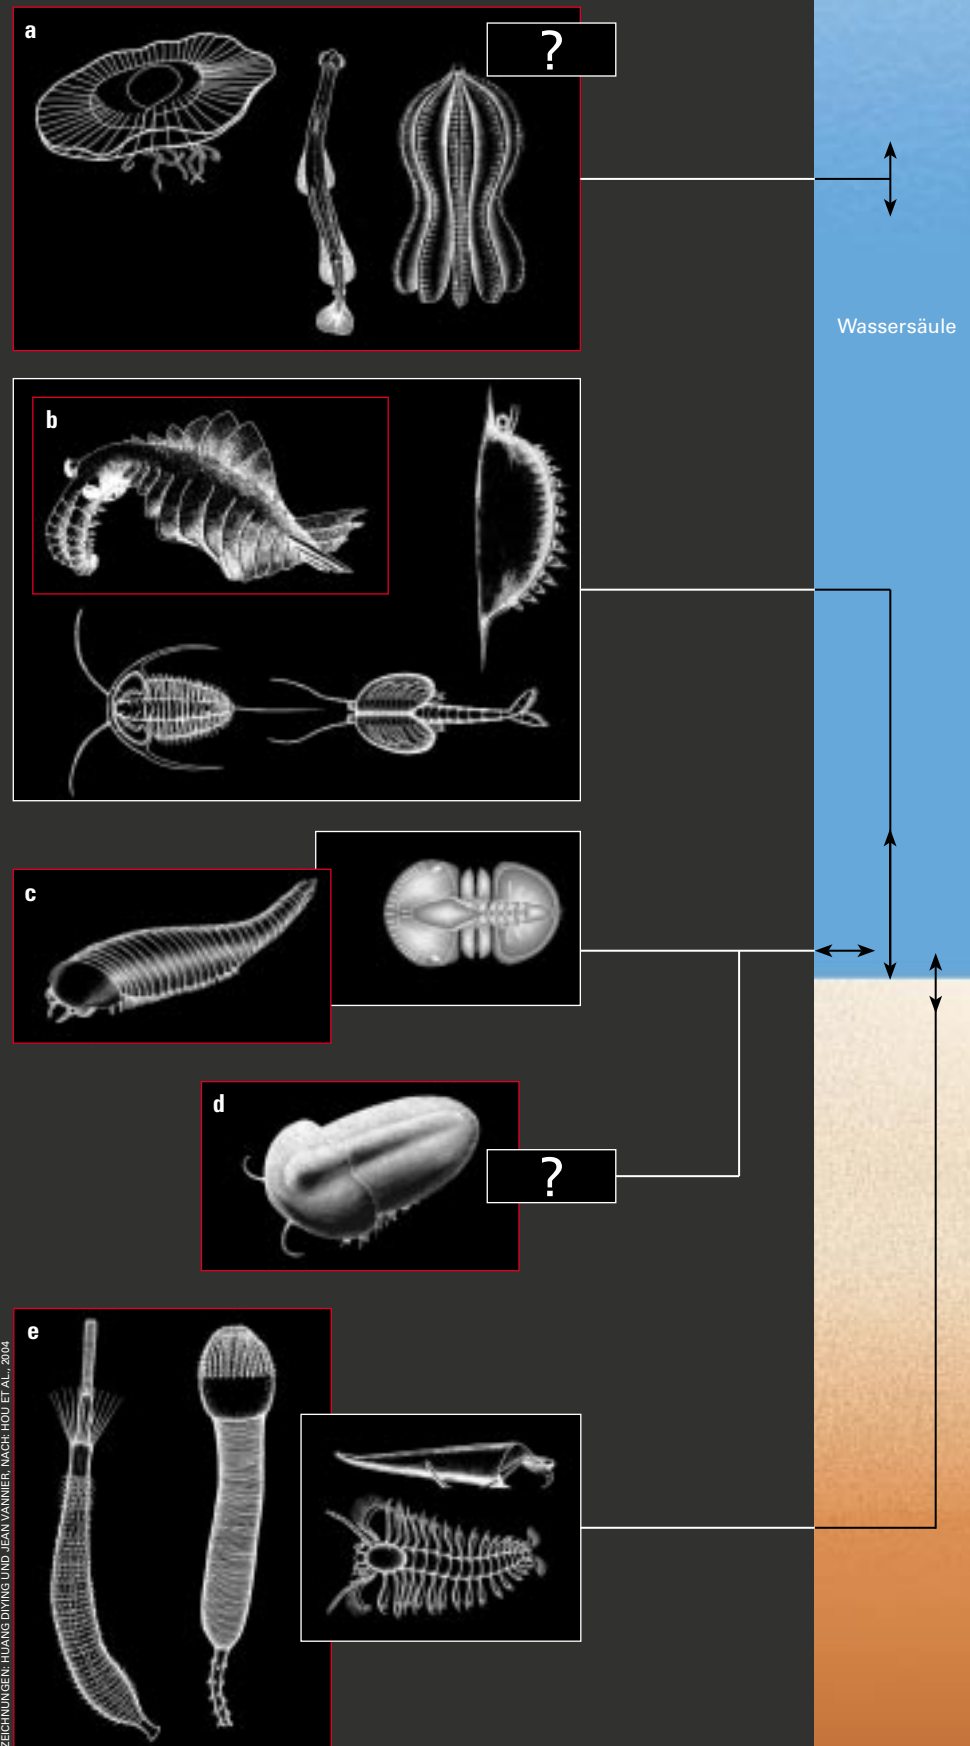 a
?
Wassersäule
b
c
d
?
e
ZEICHNUNGEN: HUANG DIYING UND JEAN VANNIER, NACH: HOU ET AL., 2004